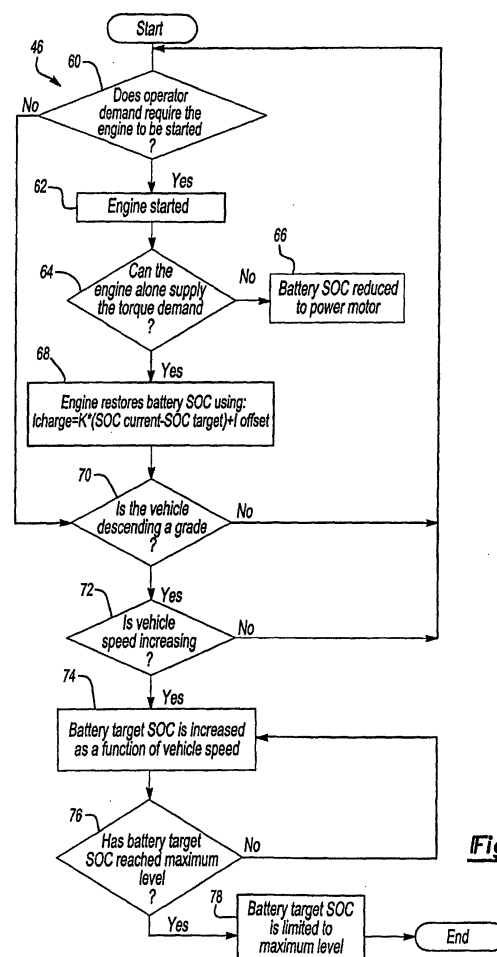 Start
46
60
No
Does operator
demand require the
engine to be started
?
Yes
62
Engine started
64
Can the
engine alone supply
the torque demand
?
No
66
Battery SOC reduced
to power motor
Yes
68
Engine restores battery SOC using:
Icharge=K*(SOC current-SOC target)+I offset
70
Is the vehicle
descending a grade
?
No
Yes
72
Is vehicle
speed increasing
?
No
Yes
74
Battery target SOC is increased
as a function of vehicle speed
76
Has battery target
SOC reached maximum
level
?
No
Fig
Yes
78
Battery target SOC
is limited to
maximum level
End